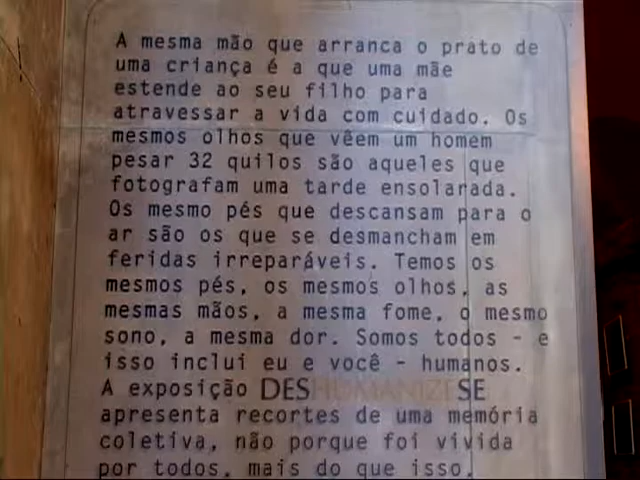 A mesma mão que arranca o prato de
uma criança é a que uma mãe
estende ao seu filho para
atravessar a vida com cuidado. Os
mesmos olhos que vêem um homem
pesar 32 quilos são aqueles que
fotografam uma tarde ensolarada.
Os mesmo pés que descansam para o
ar são os que se desmancham em
feridas irreparáveis. Temos os
mesmos pés, os mesmos olhos, as
mesmas mãos, a mesma fome, o mesmo
sono, a mesma dor. Somos todos - e
isso inclui eu e você - humanos.
A exposição DESHUMANIZESE
apresenta recortes de uma memória
coletiva, não porque foi vivida
por todos, mais do que isso,